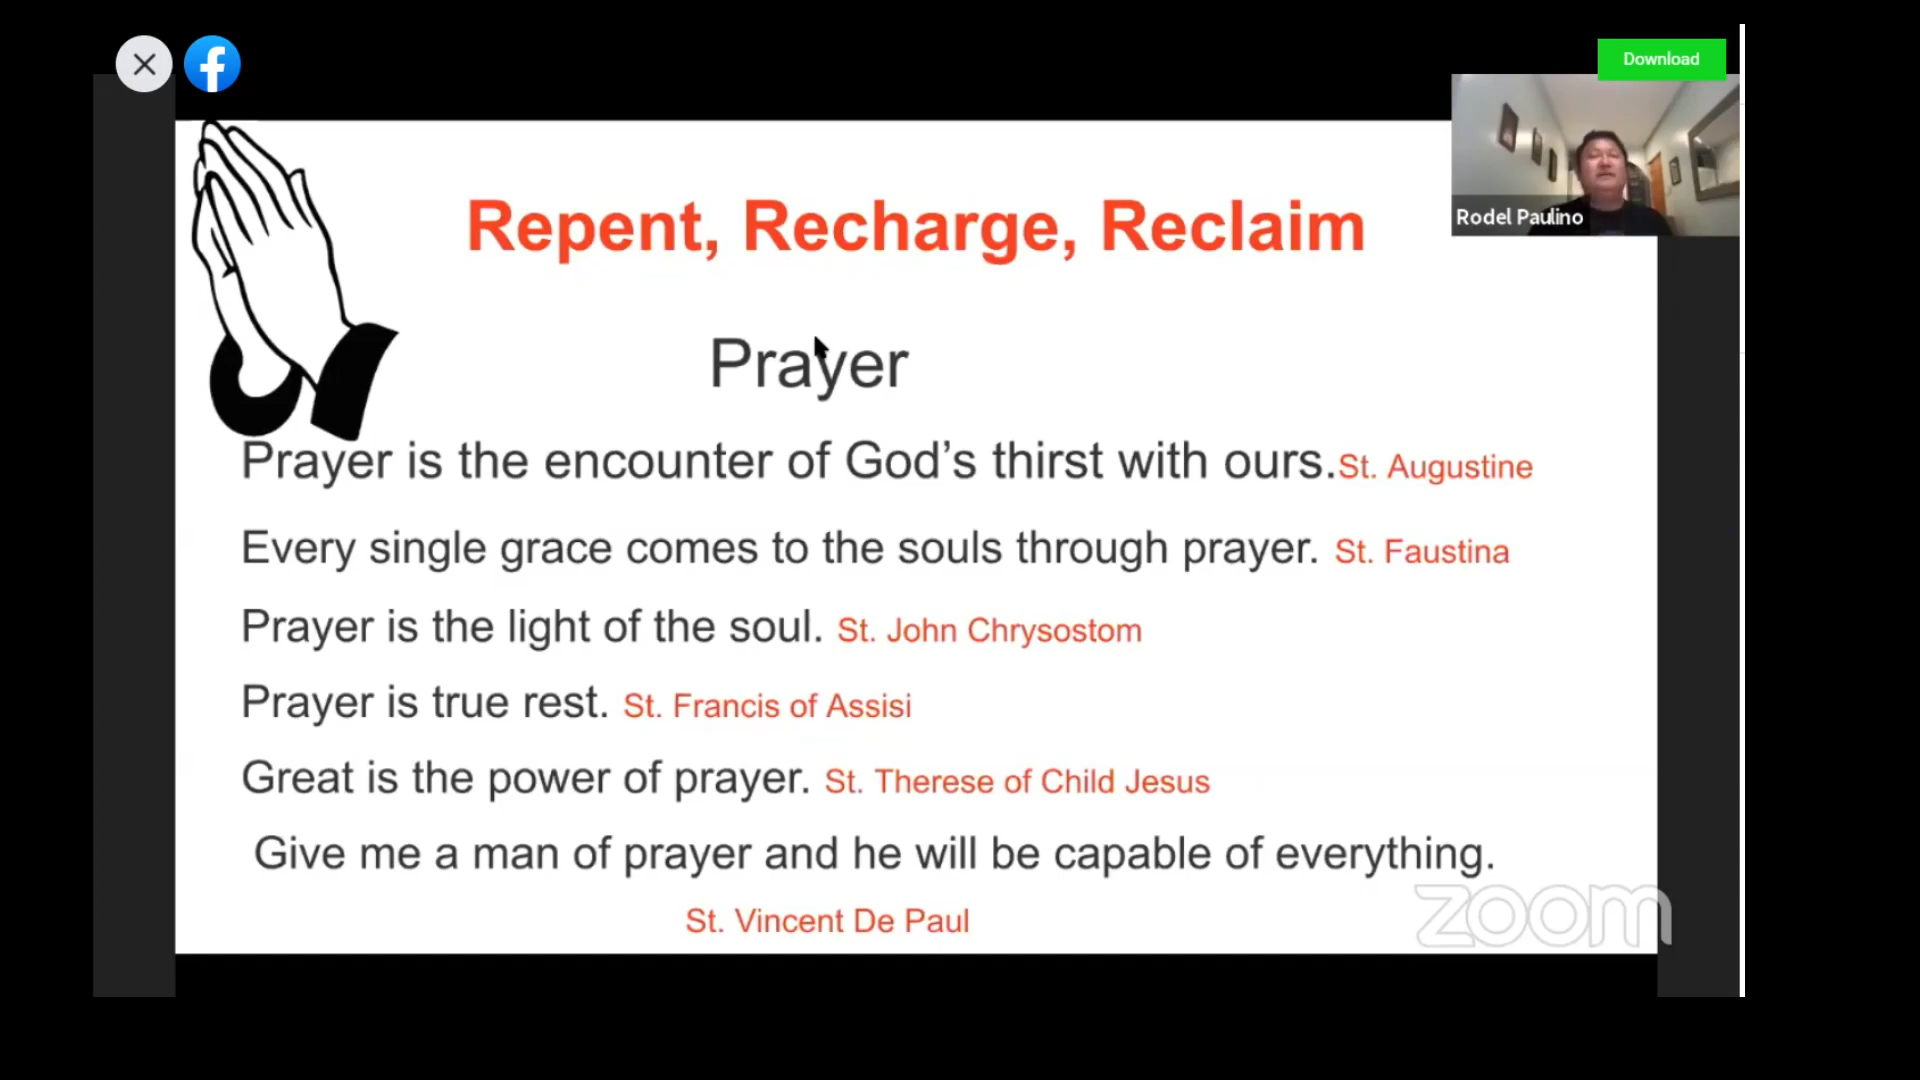 Download
Rodel Paulino
Repent, Recharge, Reclaim
Prayer
Prayer is the encounter of God’s thirst with ours.St. Augustine
Every single grace comes to the souls through prayer. St. Faustina
Prayer is the light of the soul. St. John Chrysostom
Prayer is true rest. St. Francis of Assisi
Great is the power of prayer. St. Therese of Child Jesus
Give me a man of prayer and he will be capable of everything.
St. Vincent De Paul
zoom